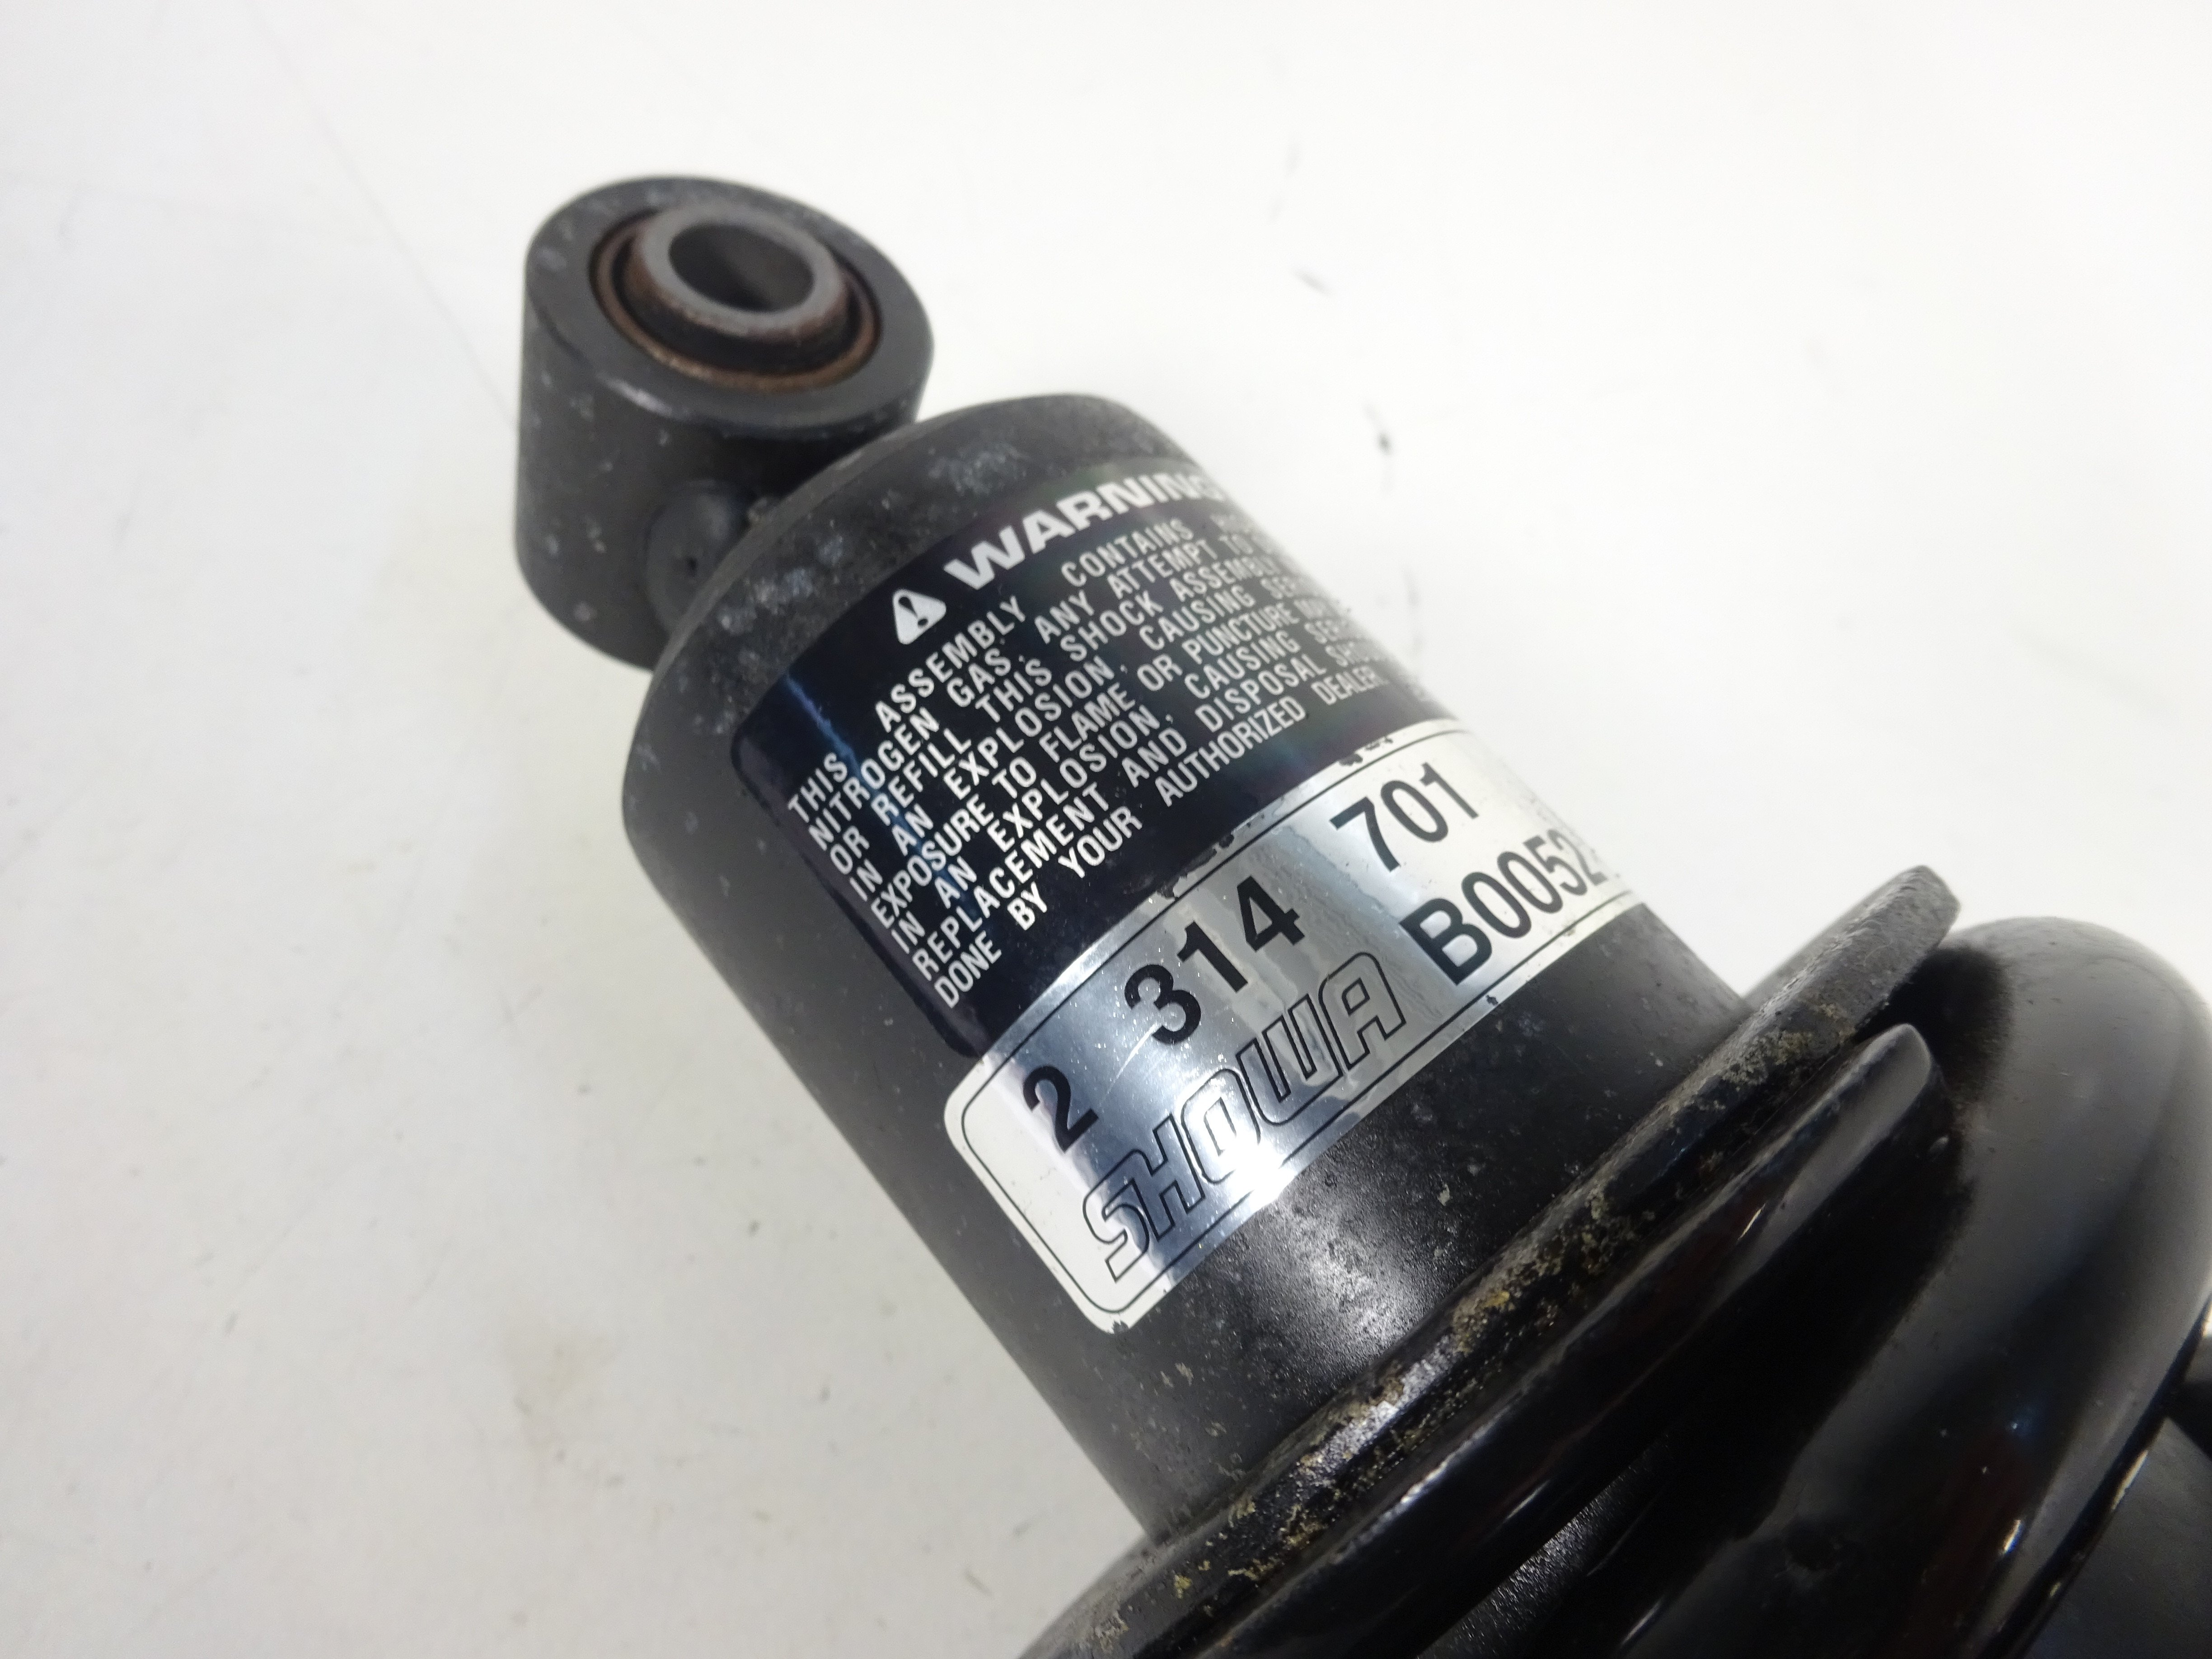 WARNING
THIS ASSEMBLY CONTAINS
NITROGEN GAS. ANY ATTEMPT TO
OR REFILL THIS SHOCK ASSEMBLY
IN AN EXPLOSION, CAUSING
EXPOSURE TO FLAME OR PUNCTURE MAY
IN AN EXPLOSION, CAUSING
REPLACEMENT AND DISPOSAL
DONE BY YOUR AUTHORIZED DEALER
2 314 701
SHOWA B0052